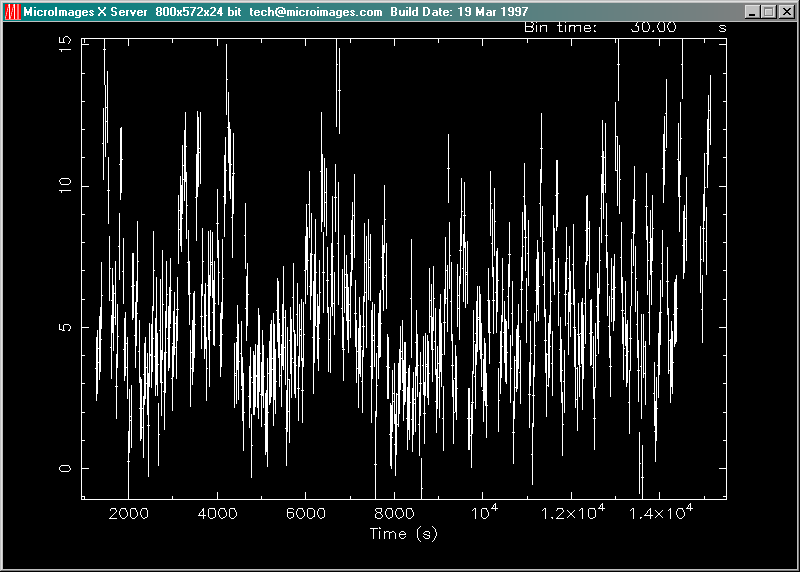 MicroImages X Server 800x572x24 bit tech@microimages.com Build Date: 19 Mar 1997
Bin time: 30.00 s
15
10
5
0
2000 4000 6000 8000 10⁴ 1.2×10⁴ 1.4×10⁴
Time (s)